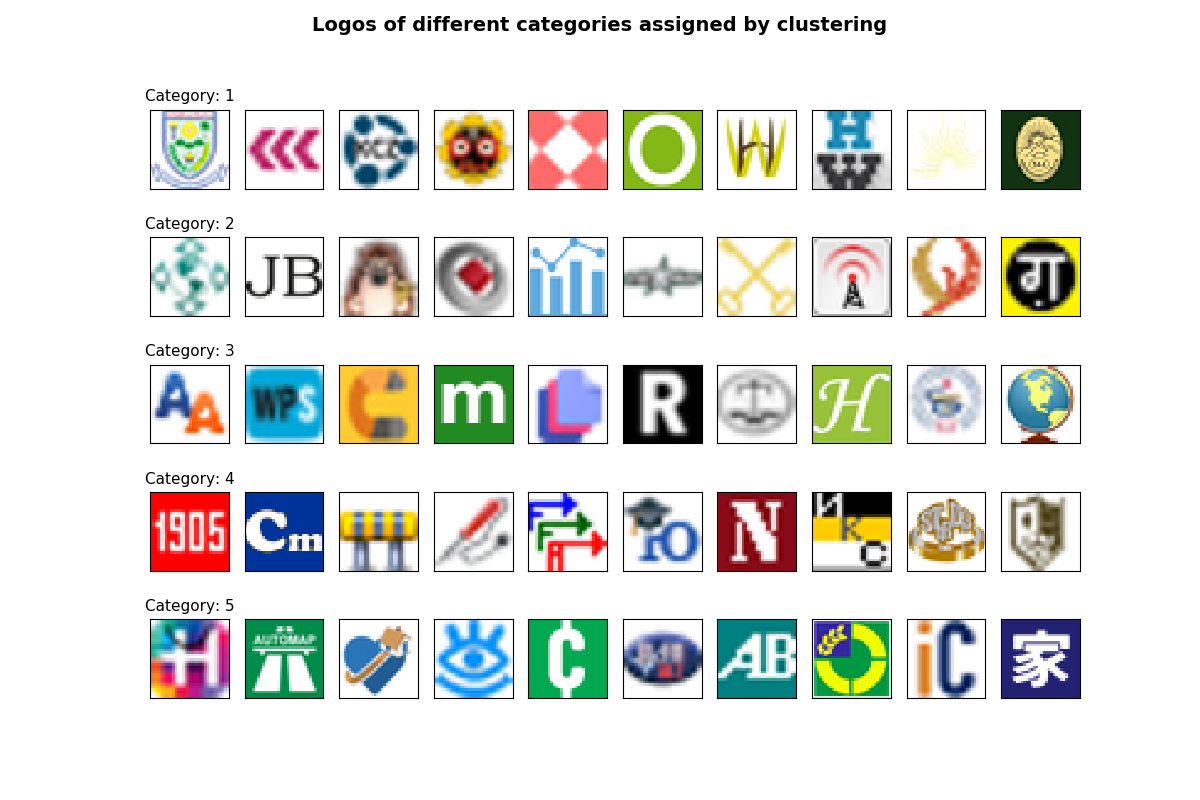 Logos of different categories assigned by clustering
Category: 1
KCZ
W
H
W
Category: 2
JB
ग़
Category: 3
AA
WPS
m
R
H
Category: 4
1905
Cm
F
F
A
Ю
N
И
К
С
Category: 5
H
AUTOMAP
¢
AB
iC
家